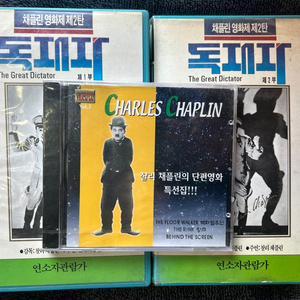 채플린 영화제 제2탄
독재자
The Great Dictator
제1부
채플린 영화제 제2탄
독재자
The Great Dictator
제2부
CHARLES CHAPLIN
찰리 채플린의 단편영화
특선집!!!
THE FLOOR WALKER
THE RINK
BEHIND THE SCREEN
연소자관람가
연소자관람가